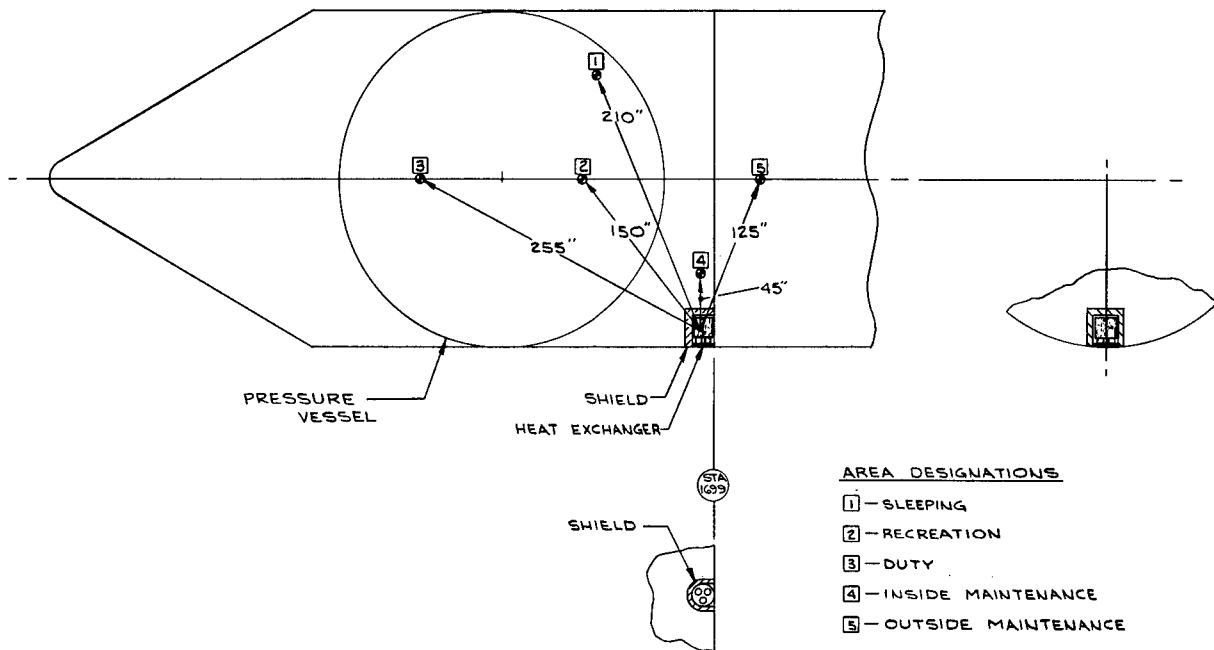 1
210"
3
2
5
150"
125"
255"
4
45"
PRESSURE
VESSEL
SHIELD
HEAT EXCHANGER
STA
1699
SHIELD
AREA DESIGNATIONS
1 - SLEEPING
2 - RECREATION
3 - DUTY
4 - INSIDE MAINTENANCE
5 - OUTSIDE MAINTENANCE